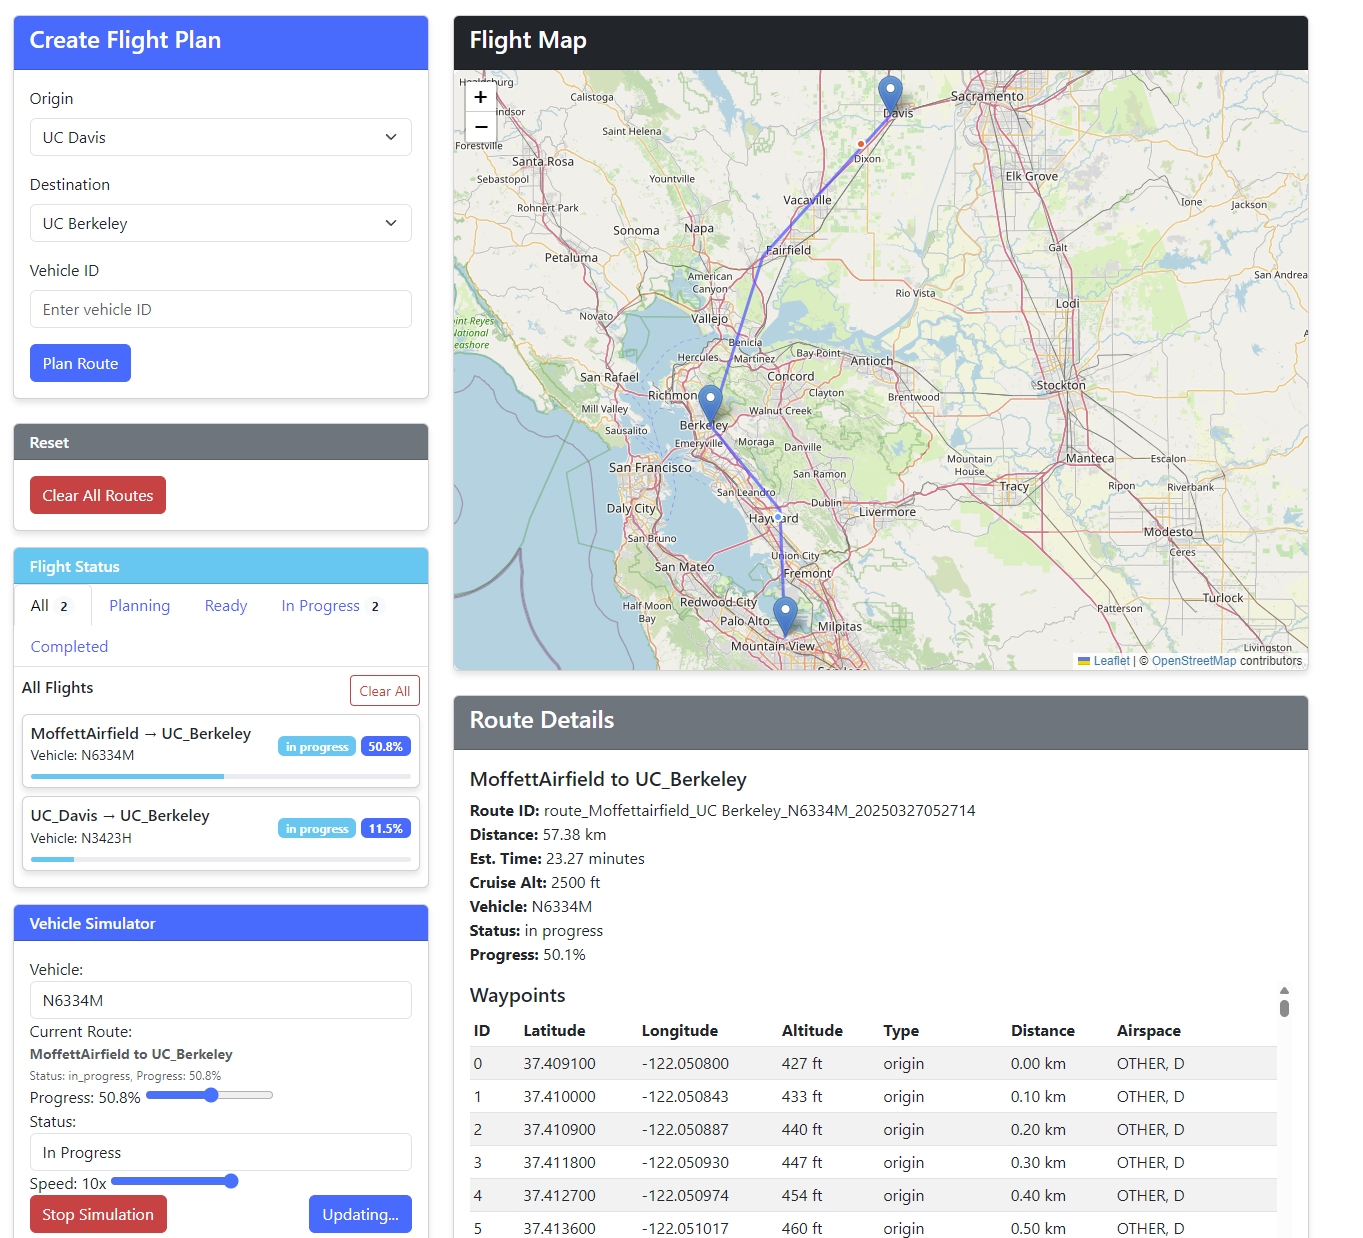 Create Flight Plan
Origin
UC Davis
Destination
UC Berkeley
Vehicle ID
Enter vehicle ID
Plan Route
Reset
Clear All Routes
Flight Status
All 2 Planning Ready In Progress 2
Completed
All Flights Clear All
MoffettAirfield → UC_Berkeley
Vehicle: N6334M
in progress 50.8%
UC_Davis → UC_Berkeley
Vehicle: N3423H
in progress 11.5%
Vehicle Simulator
Vehicle:
N6334M
Current Route:
MoffettAirfield to UC_Berkeley
Status: in_progress, Progress: 50.8%
Progress: 50.8%
Status:
In Progress
Speed: 10x
Stop Simulation Updating...
Flight Map
+
−
Calistoga
Sacramento
Davis
Saint Helena
Forestville
Santa Rosa
Dixon
Elk Grove
Sebastopol
Yountville
Vacaville
Rohnert Park
Ione
Jackson
Sonoma
Napa
Petaluma
Fairfield
Galt
American
Canyon
San Andrea
Rio Vista
Lodi
Novato
Vallejo
oint Reyes
National
eashore
Benicia
Hercules
Martinez
Bay Point
Antioch
San Rafael
Concord
Stockton
Richmon
Clayton
Brentwood
Mill Valley
Walnut Creek
Sausalito
Berkeley
Emeryville
Moraga
Danville
Mountain
House
Manteca
Escalon
San Francisco
San Ramon
Tracy
Ripon
Riverbank
San Leandro
Dublin
Livermore
Daly City
Hayward
Modesto
San Bruno
Union City
Ceres
San Mateo
Fremont
Turlock
Half Moon
Bay
Redwood City
Patterson
Palo Alto
Milpitas
Mountain View
Livingston
Leaflet | © OpenStreetMap contributors
Route Details
MoffettAirfield to UC_Berkeley
Route ID: route_Moffettairfield_UC Berkeley_N6334M_20250327052714
Distance: 57.38 km
Est. Time: 23.27 minutes
Cruise Alt: 2500 ft
Vehicle: N6334M
Status: in progress
Progress: 50.1%
Waypoints
ID Latitude Longitude Altitude Type Distance Airspace
0 37.409100 -122.050800 427 ft origin 0.00 km OTHER, D
1 37.410000 -122.050843 433 ft origin 0.10 km OTHER, D
2 37.410900 -122.050887 440 ft origin 0.20 km OTHER, D
3 37.411800 -122.050930 447 ft origin 0.30 km OTHER, D
4 37.412700 -122.050974 454 ft origin 0.40 km OTHER, D
5 37.413600 -122.051017 460 ft origin 0.50 km OTHER, D